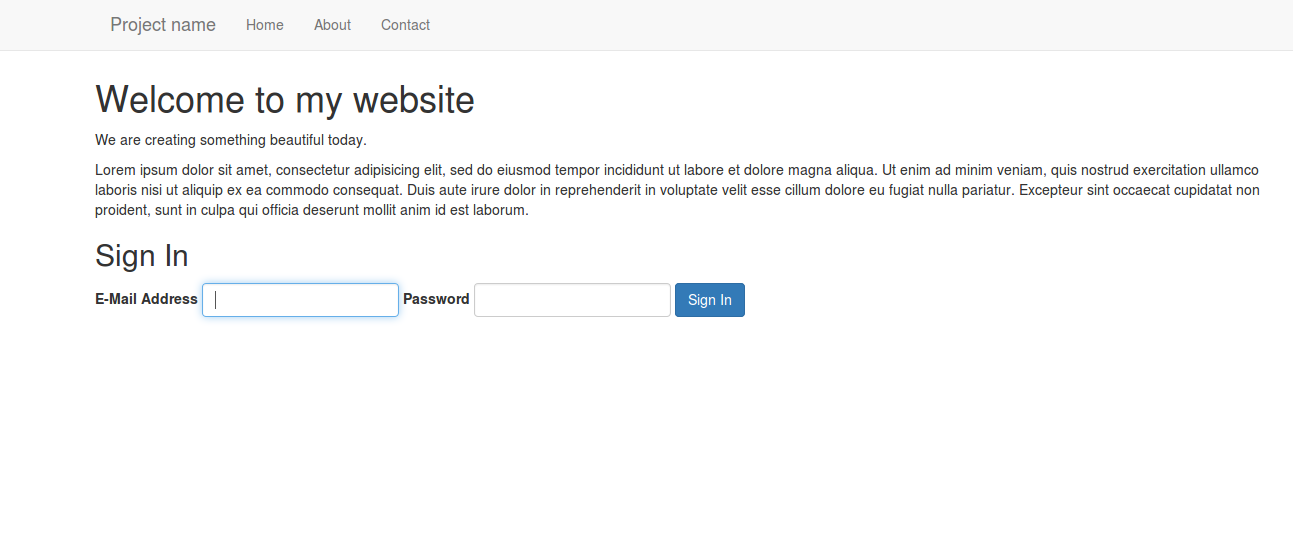 Project name Home About Contact
Welcome to my website
We are creating something beautiful today.
Lorem ipsum dolor sit amet, consectetur adipisicing elit, sed do eiusmod tempor incididunt ut labore et dolore magna aliqua. Ut enim ad minim veniam, quis nostrud exercitation ullamco
laboris nisi ut aliquip ex ea commodo consequat. Duis aute irure dolor in reprehenderit in voluptate velit esse cillum dolore eu fugiat nulla pariatur. Excepteur sint occaecat cupidatat non
proident, sunt in culpa qui officia deserunt mollit anim id est laborum.
Sign In
E-Mail Address Password Sign In